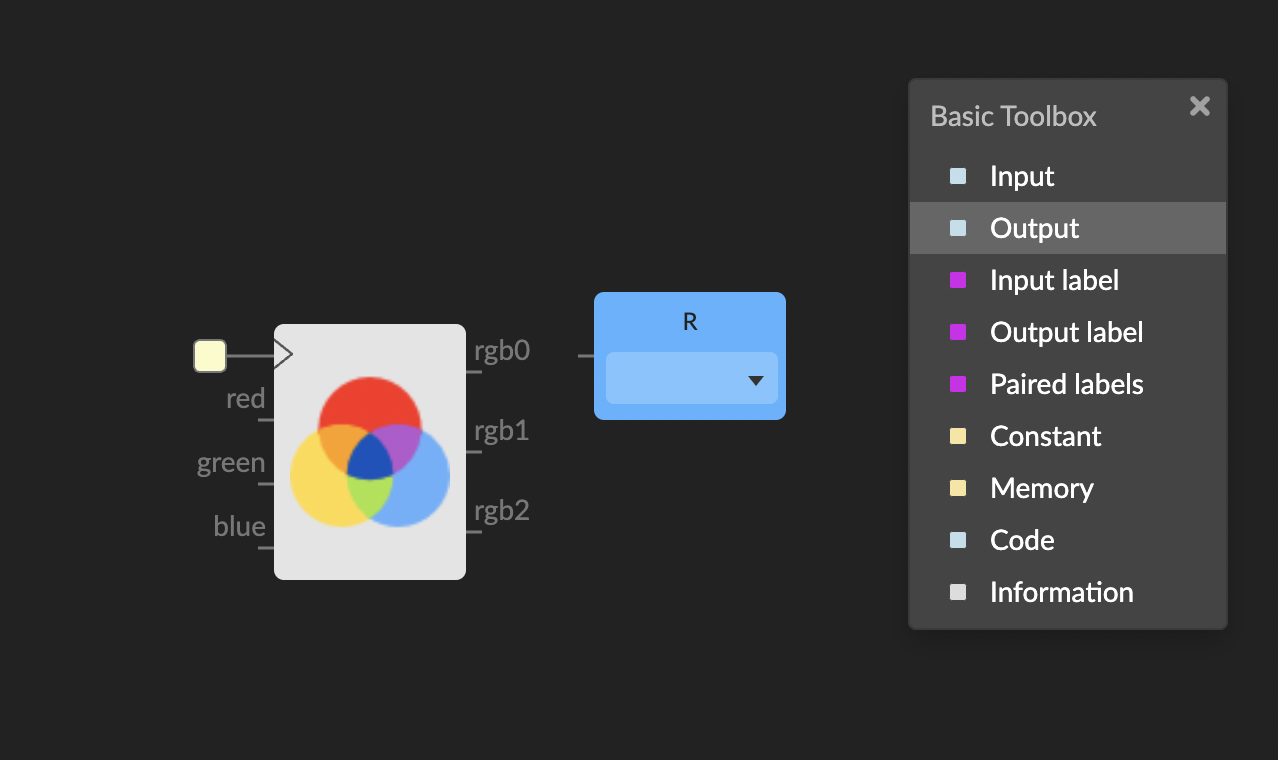 red
green
blue
rgb0
rgb1
rgb2
R
Basic Toolbox
Input
Output
Input label
Output label
Paired labels
Constant
Memory
Code
Information